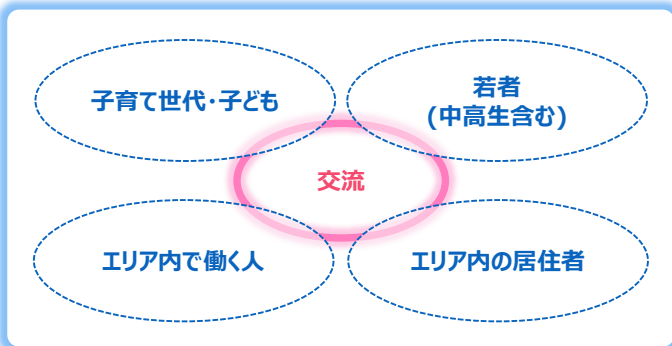 子育て世代・子ども
若者
(中高生含む)
交流
エリア内で働く人
エリア内の居住者